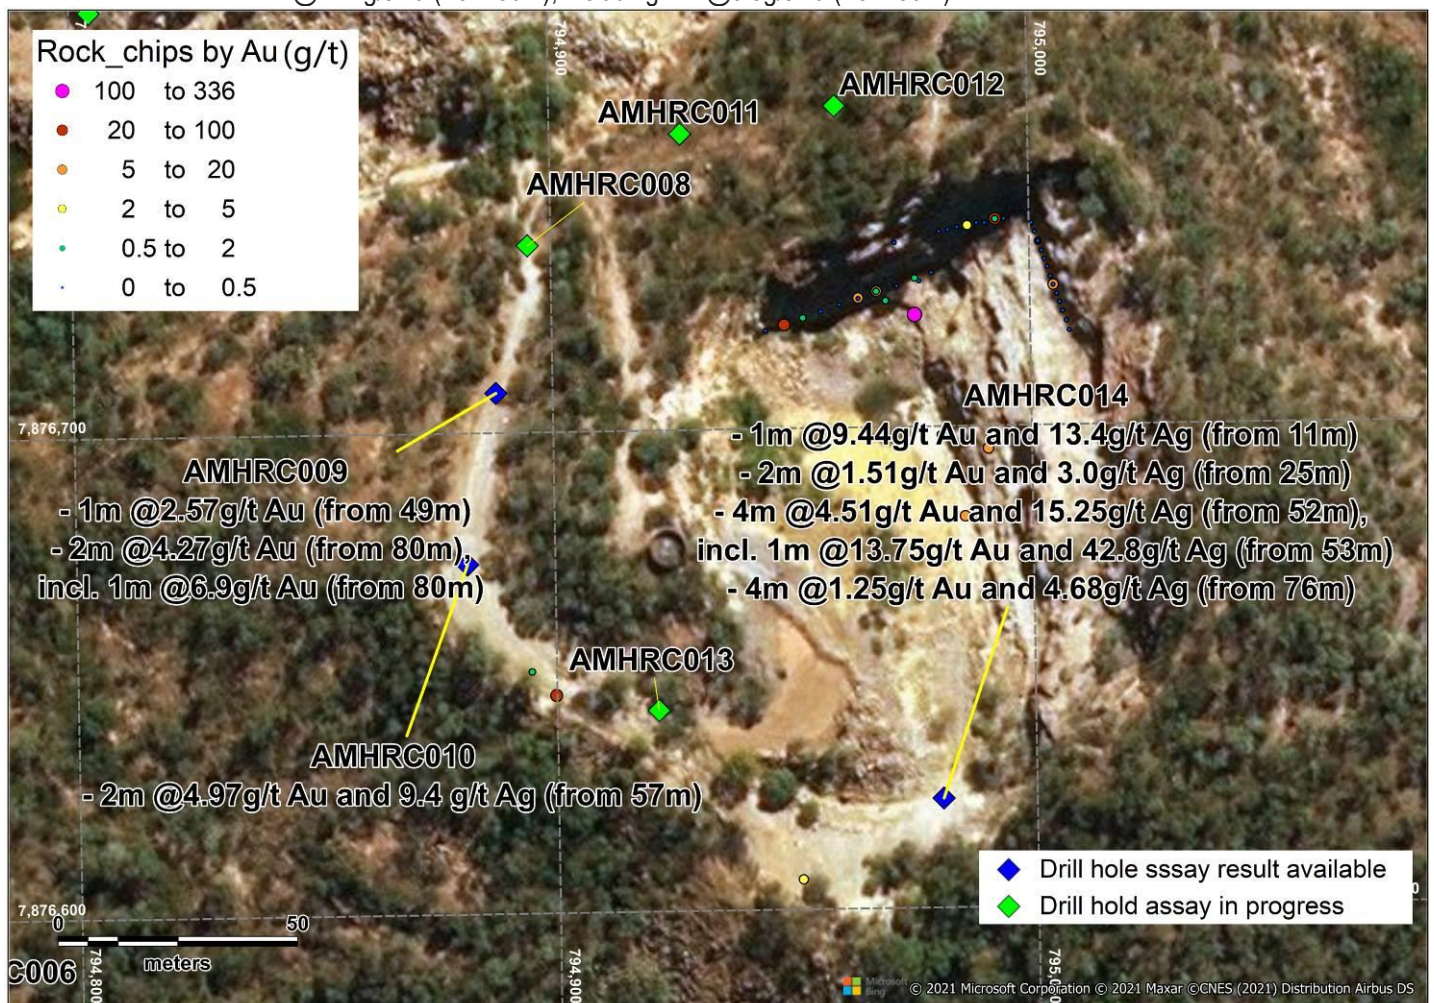 Rock_chips by Au (g/t)
100 to 336
20 to 100
5 to 20
2 to 5
0.5 to 2
0 to 0.5
794,900
795,000
AMHRC012
AMHRC011
AMHRC008
AMHRC014
- 1m @9.44g/t Au and 13.4g/t Ag (from 11m)
- 2m @1.51g/t Au and 3.0g/t Ag (from 25m)
- 4m @4.51g/t Au and 15.25g/t Ag (from 52m),
incl. 1m @13.75g/t Au and 42.8g/t Ag (from 53m)
- 4m @1.25g/t Au and 4.68g/t Ag (from 76m)
7,876,700
AMHRC009
- 1m @2.57g/t Au (from 49m)
- 2m @4.27g/t Au (from 80m),
incl. 1m @6.9g/t Au (from 80m)
AMHRC013
AMHRC010
- 2m @4.97g/t Au and 9.4 g/t Ag (from 57m)
Drill hole sssay result available
Drill hold assay in progress
7,876,600
0 50
meters
C006
794,800
794,900
Microsoft
Bing
© 2021 Microsoft Corporation © 2021 Maxar ©CNES (2021) Distribution Airbus DS